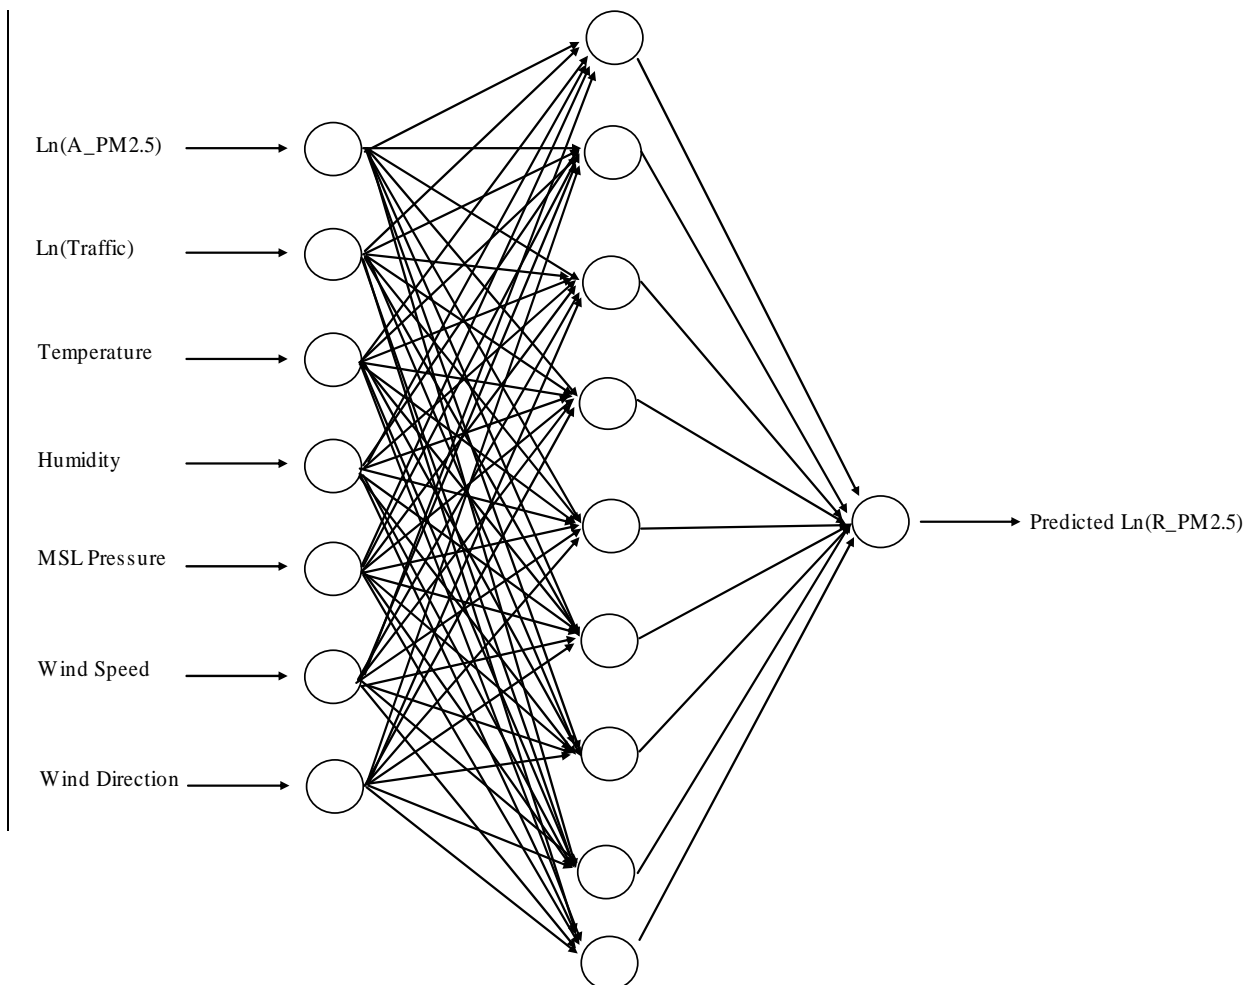 Ln(A_PM2.5)
Ln(Traffic)
Temperature
Humidity
MSL Pressure
Wind Speed
Wind Direction
Predicted Ln(R_PM2.5)